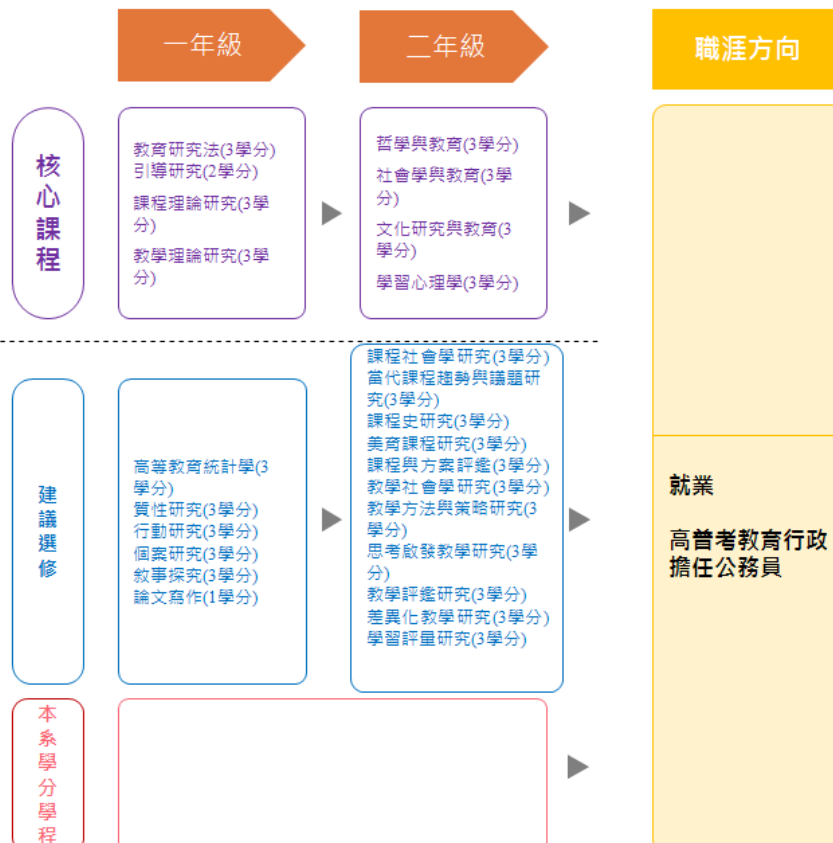 一年級
二年級
職涯方向
核心課程
教育研究法(3學分)
引導研究(2學分)
課程理論研究(3學
分)
教學理論研究(3學
分)
哲學與教育(3學分)
社會學與教育(3學
分)
文化研究與教育(3
學分)
學習心理學(3學分)
建議選修
高等教育統計學(3
學分)
質性研究(3學分)
行動研究(3學分)
個案研究(3學分)
敘事探究(3學分)
論文寫作(1學分)
課程社會學研究(3學分)
當代課程趨勢與議題研
究(3學分)
課程史研究(3學分)
美育課程研究(3學分)
課程與方案評鑑(3學分)
教學社會學研究(3學分)
教學方法與策略研究(3
學分)
思考啟發教學研究(3學
分)
教學評鑑研究(3學分)
差異化教學研究(3學分)
學習評量研究(3學分)
就業
高普考教育行政
擔任公務員
本系學分學程